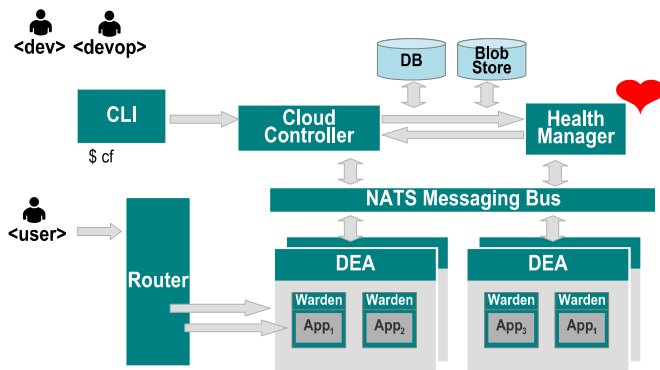 <dev> <devop>
DB
Blob
Store
CLI
Cloud
Controller
Health
Manager
$ cf
NATS Messaging Bus
<user>
Router
DEA
DEA
Warden
Warden
Warden
Warden
App₁
App₂
App₃
App₁